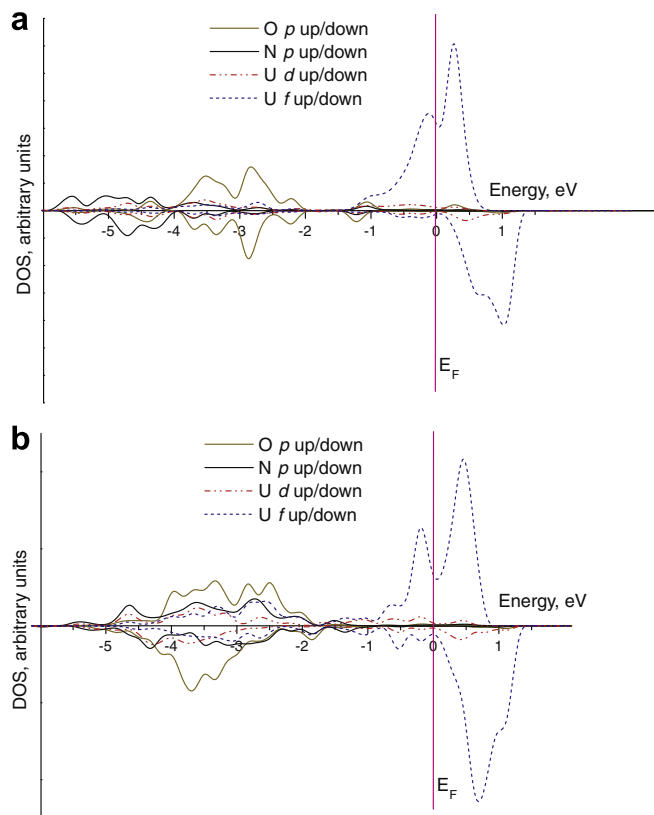 a
O p up/down
N p up/down
U d up/down
U f up/down
DOS, arbitrary units
Energy, eV
-5 -4 -3 -2 -1 0 1
E_F
b
O p up/down
N p up/down
U d up/down
U f up/down
DOS, arbitrary units
Energy, eV
-5 -4 -3 -2 -1 0 1
E_F